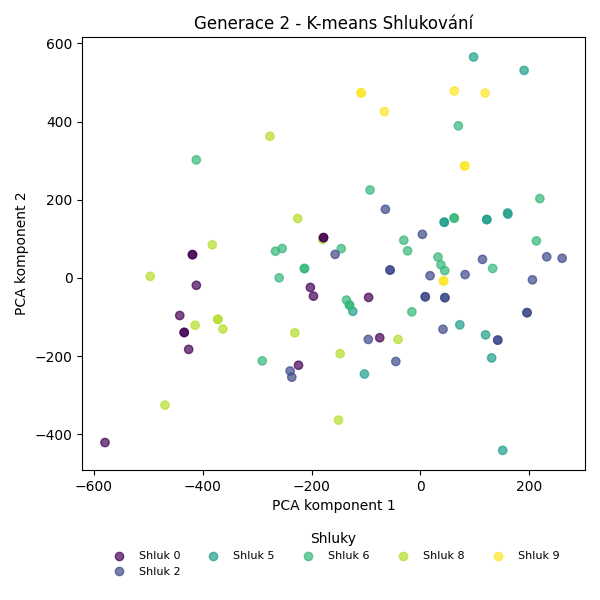 Generace 2 - K-means Shlukování
600
400
200
0
−200
−400
PCA komponent 2
−600 −400 −200 0 200
PCA komponent 1
Shluky
Shluk 0 Shluk 5 Shluk 6 Shluk 8 Shluk 9
Shluk 2